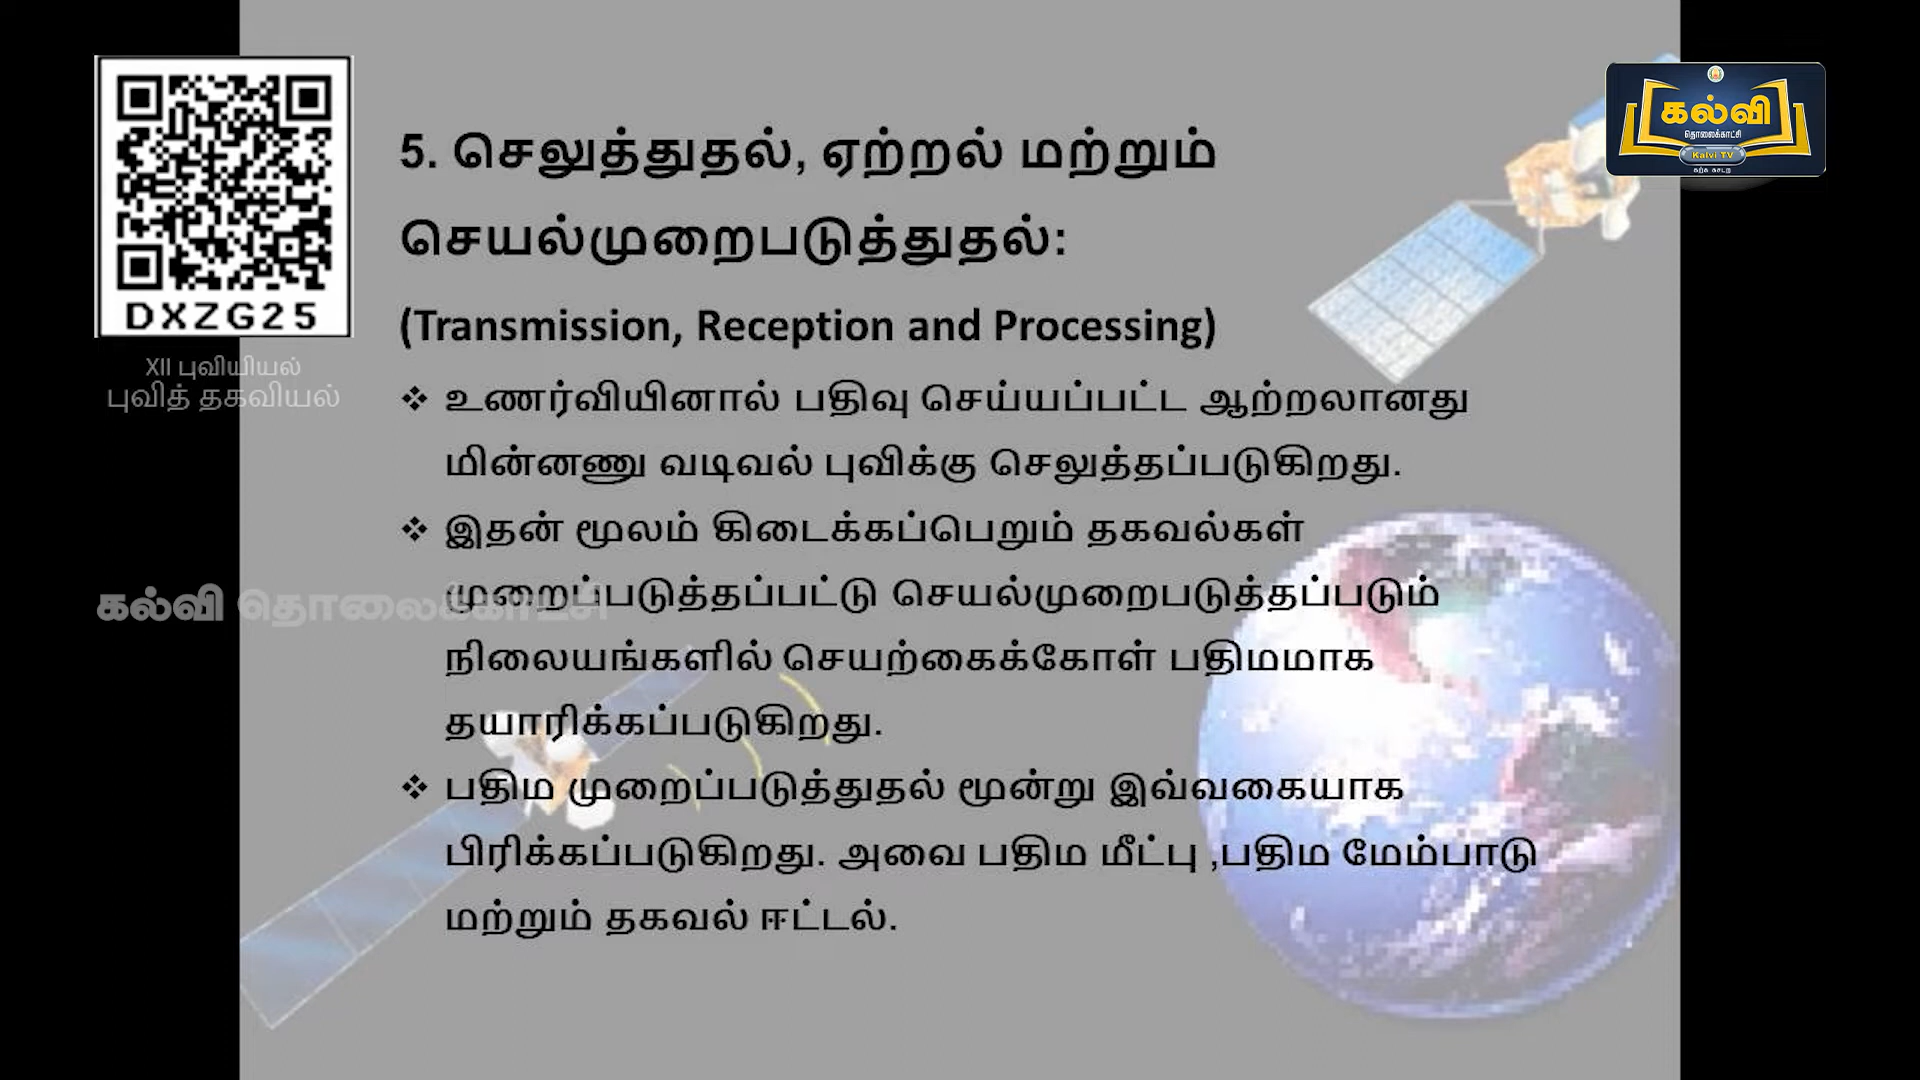 DXZG25
XII புவியியல்
புவித் தகவியல்
கல்வி
தொலைக்காட்சி
Kalvi TV
கற்க கசடற
5. செலுத்துதல், ஏற்றல் மற்றும்
செயல்முறைபடுத்துதல்:
(Transmission, Reception and Processing)
❖ உணர்வியினால் பதிவு செய்யப்பட்ட ஆற்றலானது
மின்னணு வடிவல் புவிக்கு செலுத்தப்படுகிறது.
❖ இதன் மூலம் கிடைக்கப்பெறும் தகவல்கள்
முறைப்படுத்தப்பட்டு செயல்முறைபடுத்தப்படும்
நிலையங்களில் செயற்கைக்கோள் பதிமமாக
தயாரிக்கப்படுகிறது.
❖ பதிம முறைப்படுத்துதல் மூன்று இவ்வகையாக
பிரிக்கப்படுகிறது. அவை பதிம மீட்பு ,பதிம மேம்பாடு
மற்றும் தகவல் ஈட்டல்.
கல்வி தொலைக்காட்சி